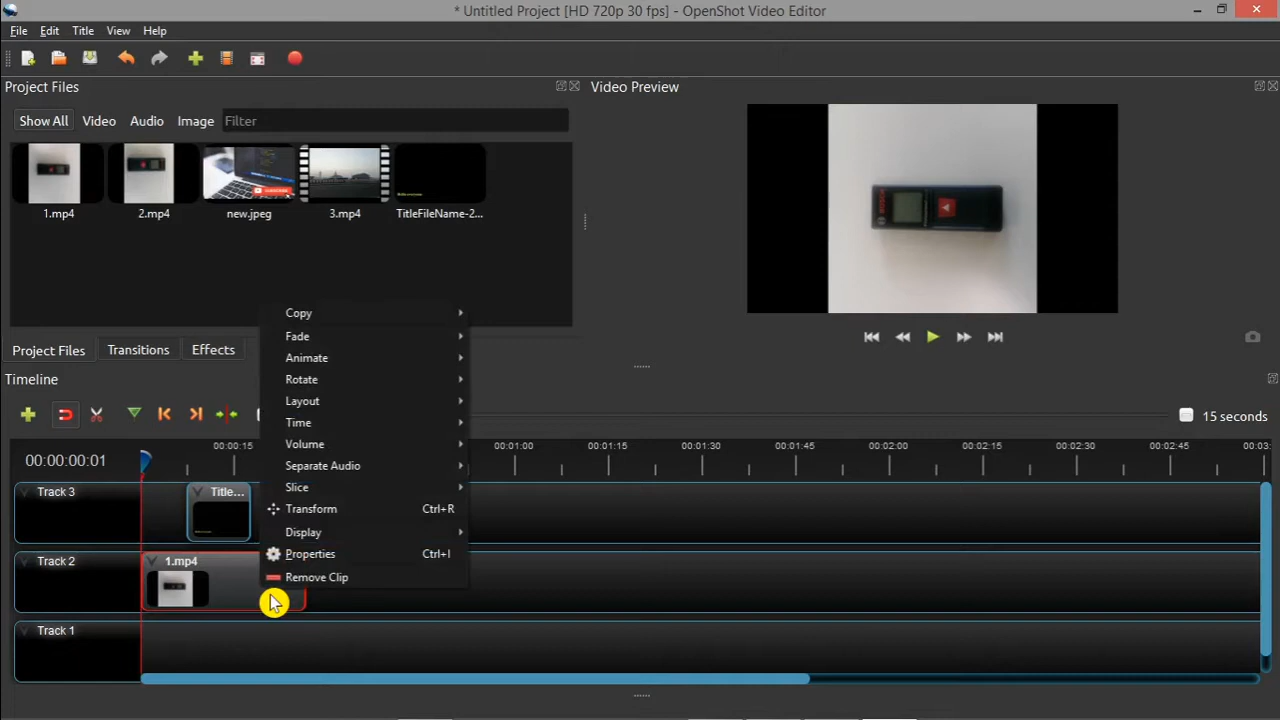 * Untitled Project [HD 720p 30 fps] - OpenShot Video Editor
File Edit Title View Help
Project Files
Video Preview
Show All Video Audio Image Filter
1.mp4 2.mp4 new.jpeg 3.mp4 TitleFileName-2...
BOSCH
Project Files Transitions Effects
Timeline
Copy
Fade
Animate
Rotate
Layout
Time
Volume
Separate Audio
Slice
Transform Ctrl+R
Display
Properties Ctrl+I
Remove Clip
15 seconds
00:00:00:01
00:00:15 00:01:00 00:01:15 00:01:30 00:01:45 00:02:00 00:02:15 00:02:30 00:02:45 00:03:
Track 3 Title...
Track 2 1.mp4
Track 1